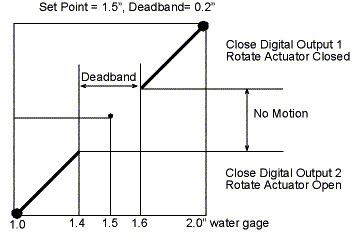 Set Point = 1.5", Deadband= 0.2"
Close Digital Output 1
Rotate Actuator Closed
Deadband
No Motion
Close Digital Output 2
Rotate Actuator Open
1.0 1.4 1.5 1.6 2.0" water gage